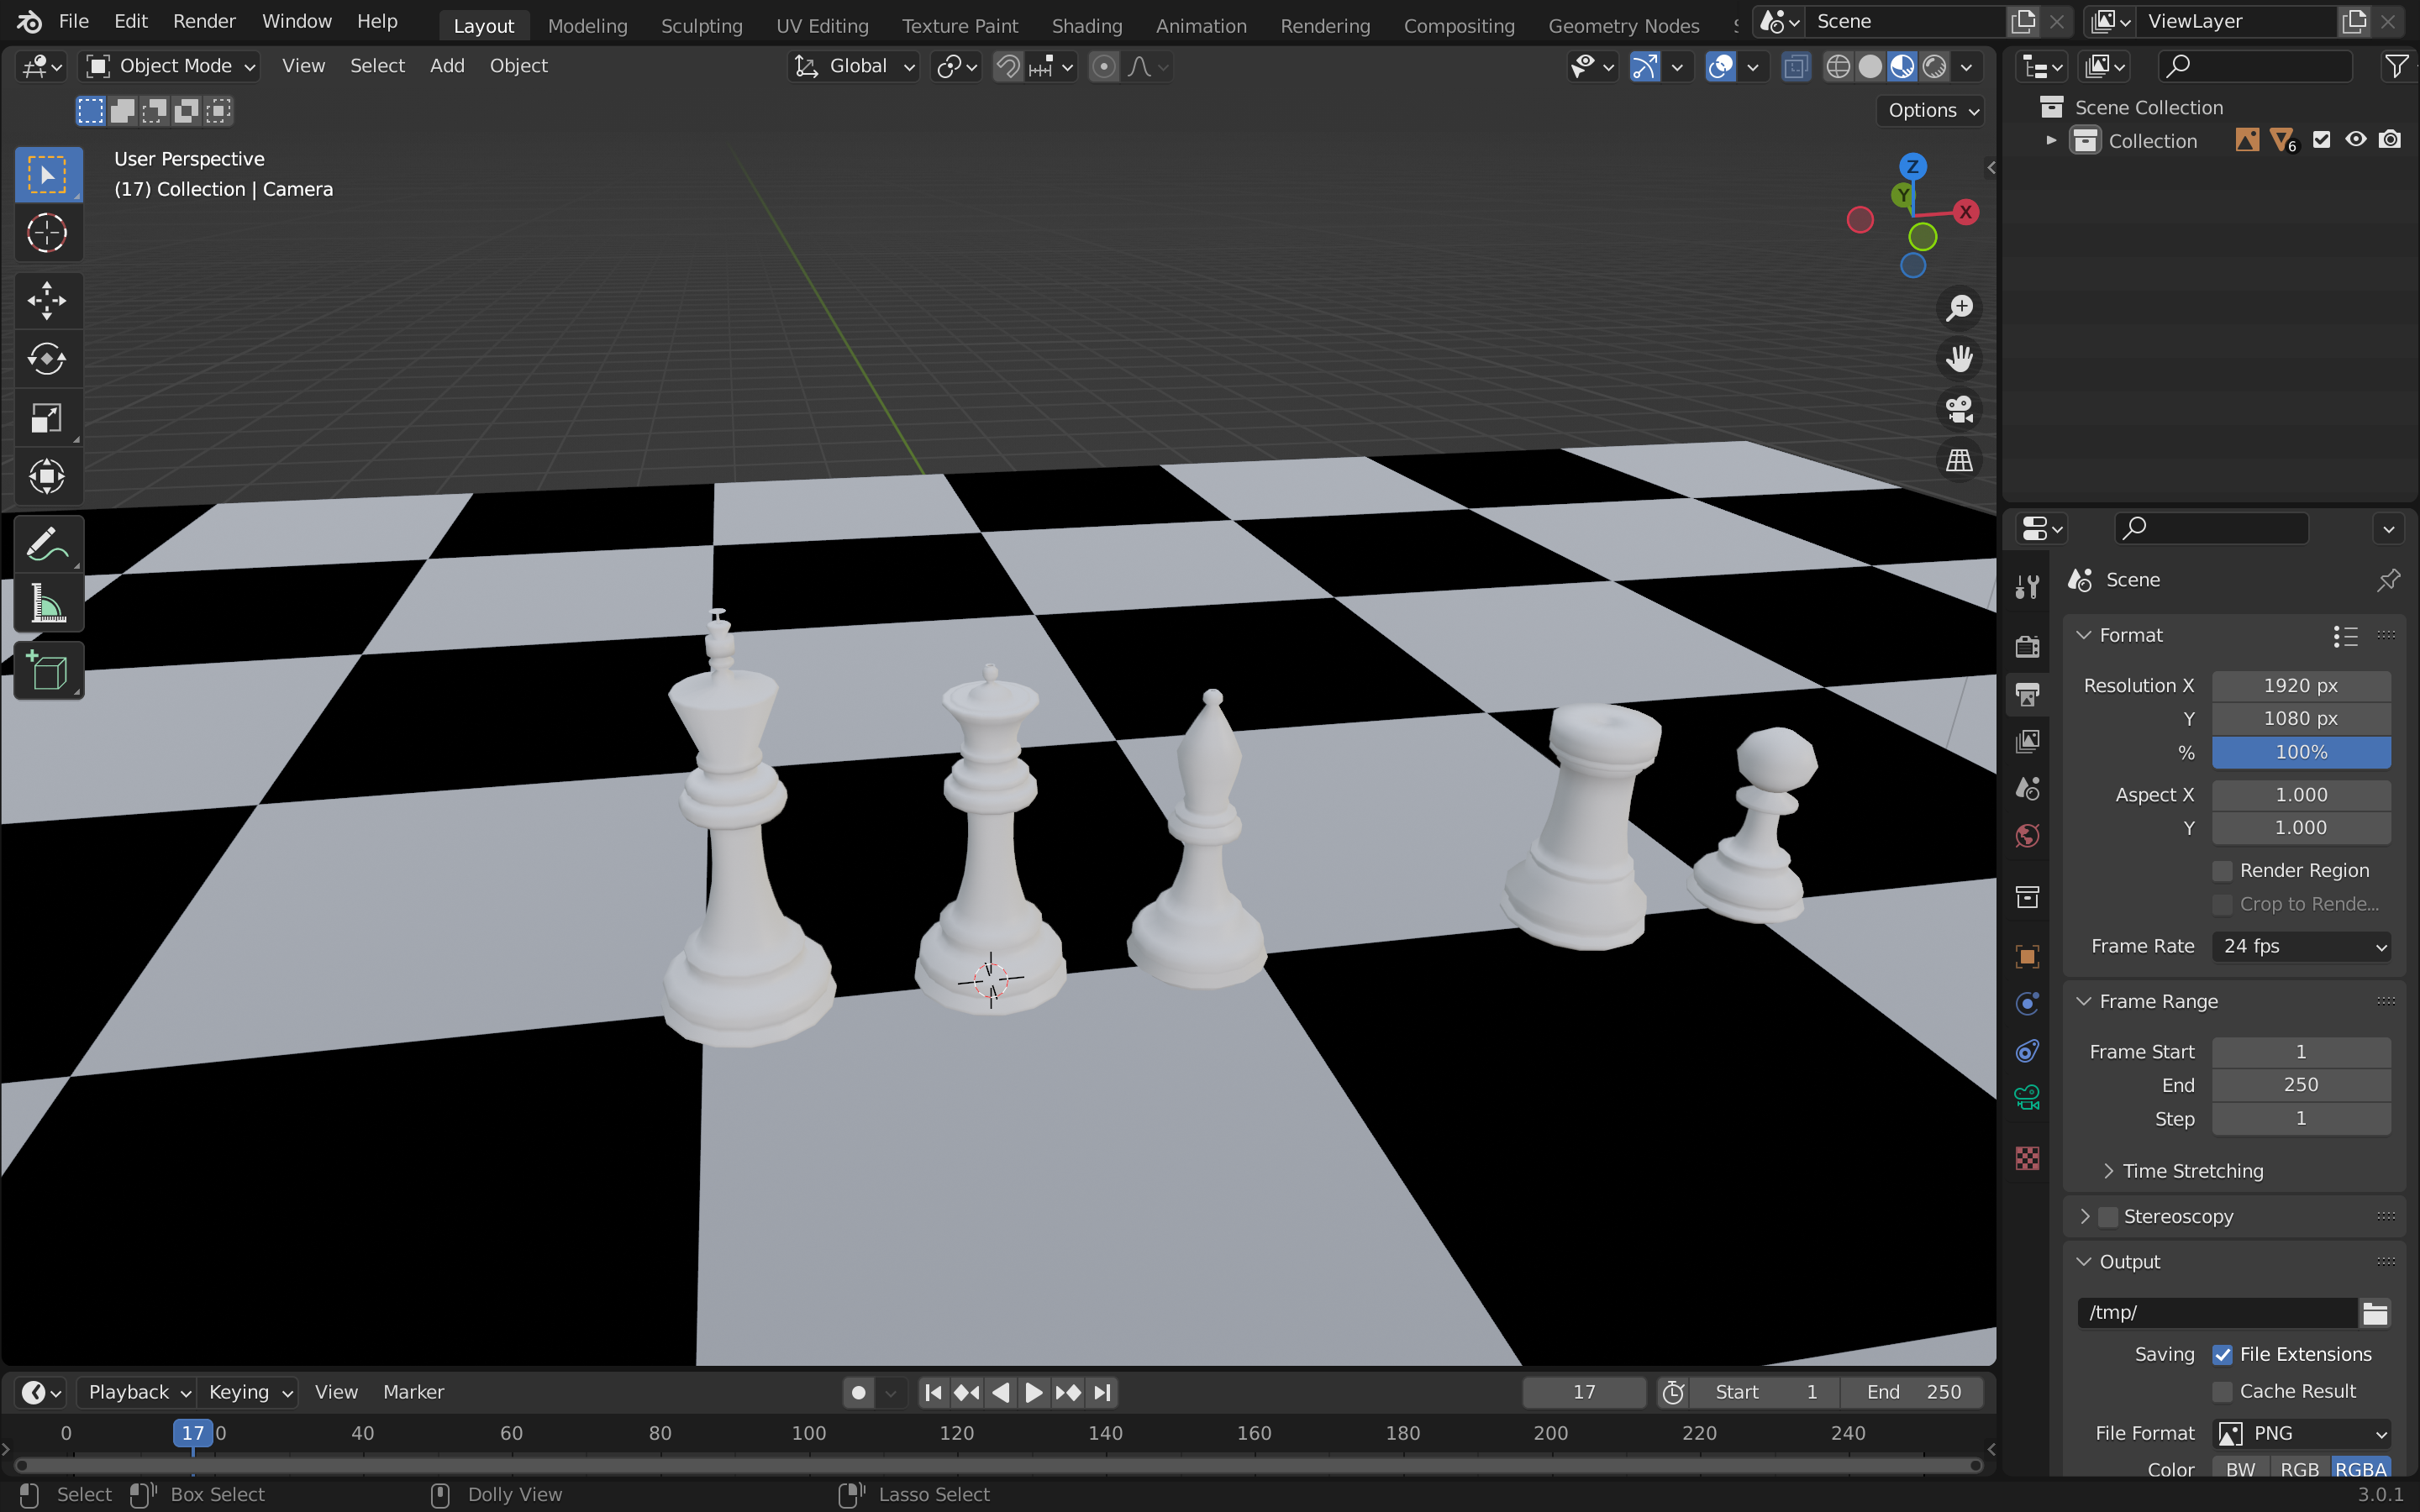 File Edit Render Window Help Layout Modeling Sculpting UV Editing Texture Paint Shading Animation Rendering Compositing Geometry Nodes Scene ViewLayer
Object Mode View Select Add Object Global
Options
User Perspective
(17) Collection | Camera
Z
Y
X
Scene Collection
Collection 6
Scene
Format
Resolution X 1920 px
Y 1080 px
% 100%
Aspect X 1.000
Y 1.000
Render Region
Crop to Rende...
Frame Rate 24 fps
Frame Range
Frame Start 1
End 250
Step 1
Time Stretching
Stereoscopy
Output
/tmp/
Saving File Extensions
Cache Result
File Format PNG
Color BW RGB RGBA
Playback Keying View Marker 17 Start 1 End 250
0 17 0 40 60 80 100 120 140 160 180 200 220 240
Select Box Select Dolly View Lasso Select 3.0.1